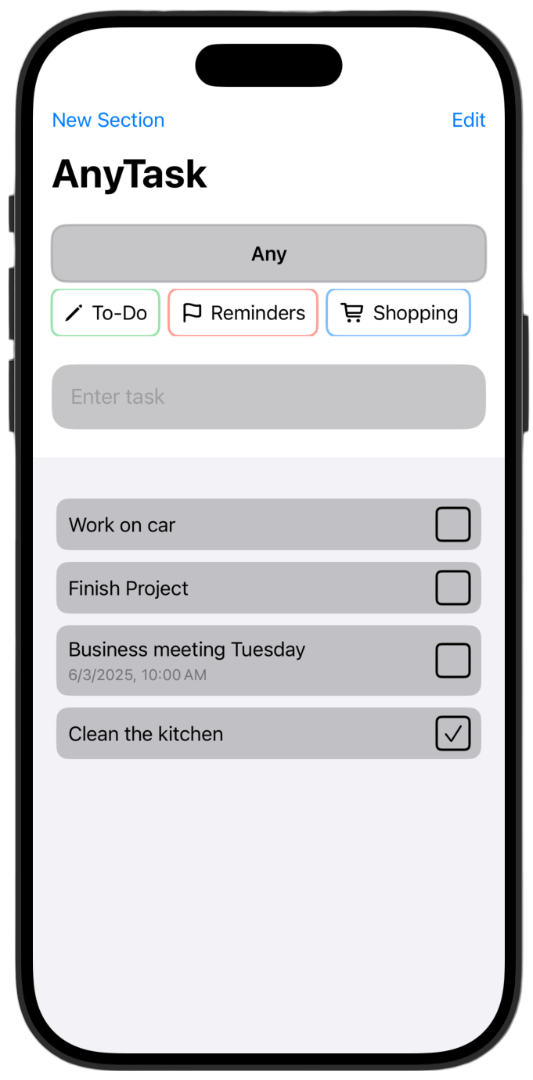 New Section Edit
AnyTask
Any
To-Do Reminders Shopping
Enter task
Work on car
Finish Project
Business meeting Tuesday
6/3/2025, 10:00 AM
Clean the kitchen